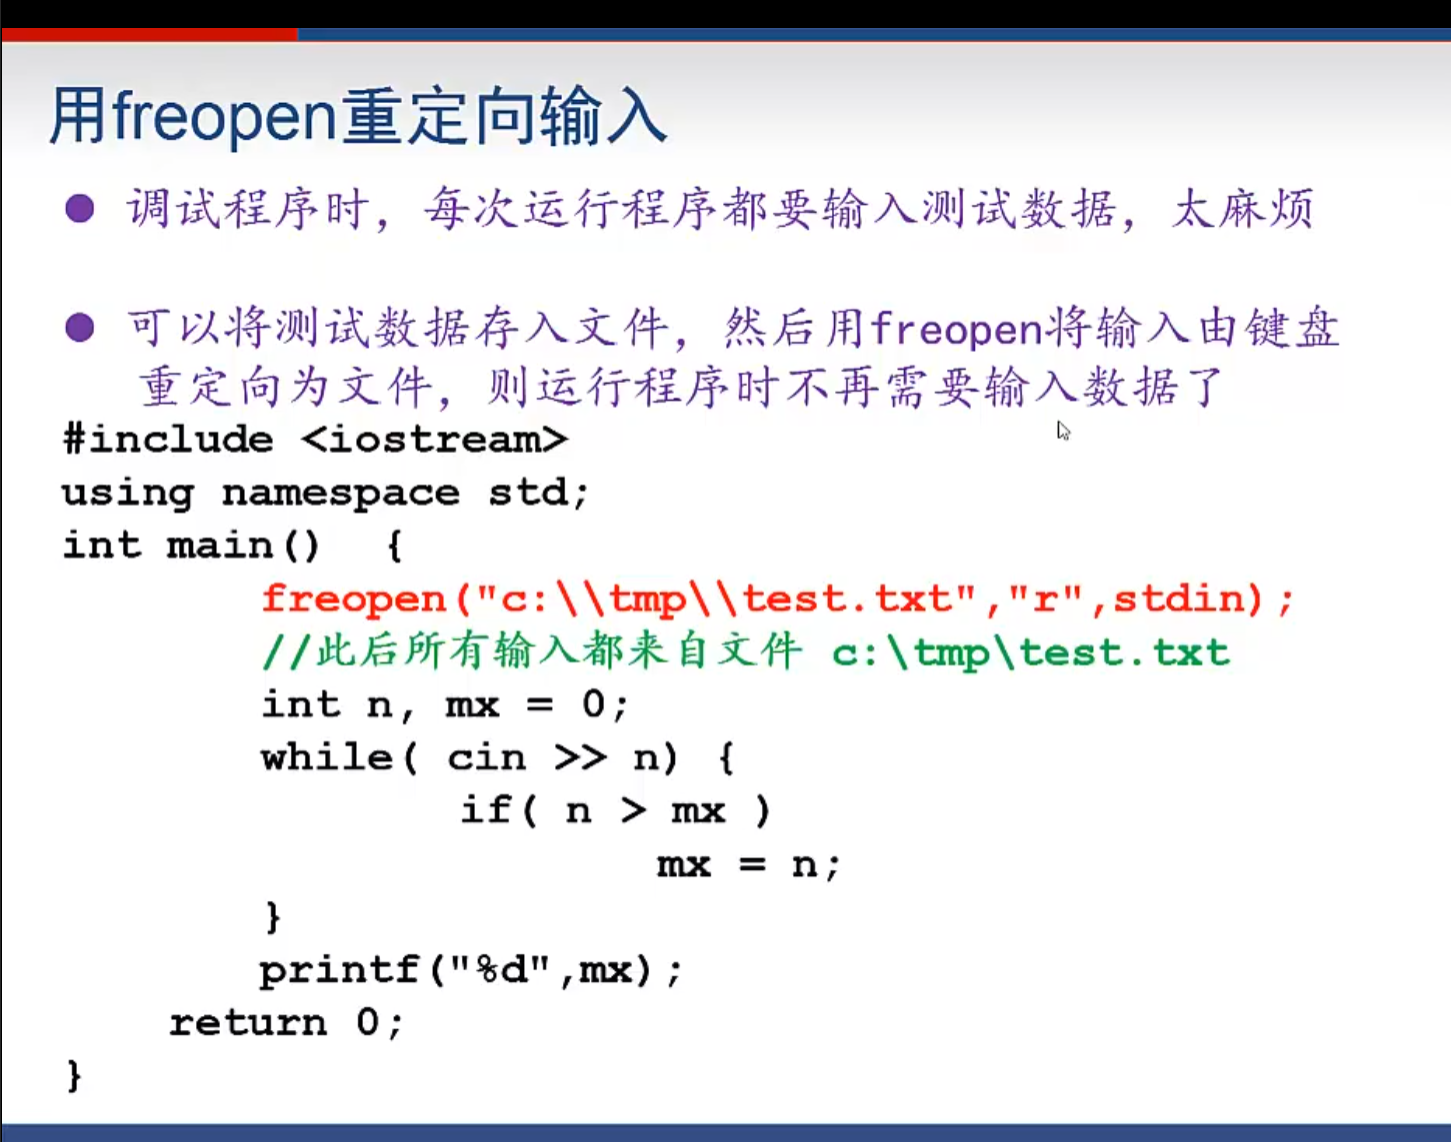 用freopen重定向输入
● 调试程序时，每次运行程序都要输入测试数据，太麻烦
● 可以将测试数据存入文件，然后用freopen将输入由键盘
重定向为文件，则运行程序时不再需要输入数据了
#include <iostream>
using namespace std;
int main()  {
freopen("c:\\tmp\\test.txt","r",stdin);
//此后所有输入都来自文件 c:\tmp\test.txt
int n, mx = 0;
while( cin >> n) {
if( n > mx )
mx = n;
}
printf("%d",mx);
return 0;
}